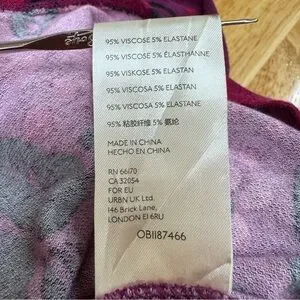 95% VISCOSE 5% ELASTANE
95% VISCOSE 5% ÉLASTHANNE
95% VISKOSE 5% ELASTAN
95% VISCOSA 5% ELASTAN
95% VISCOSA 5% ELASTANE
95% 粘胶纤维 5% 氨纶
MADE IN CHINA
HECHO EN CHINA
RN 66170
CA 32054
FOR EU
URBN UK Ltd.
146 Brick Lane,
LONDON E1 6RU
OB1187466